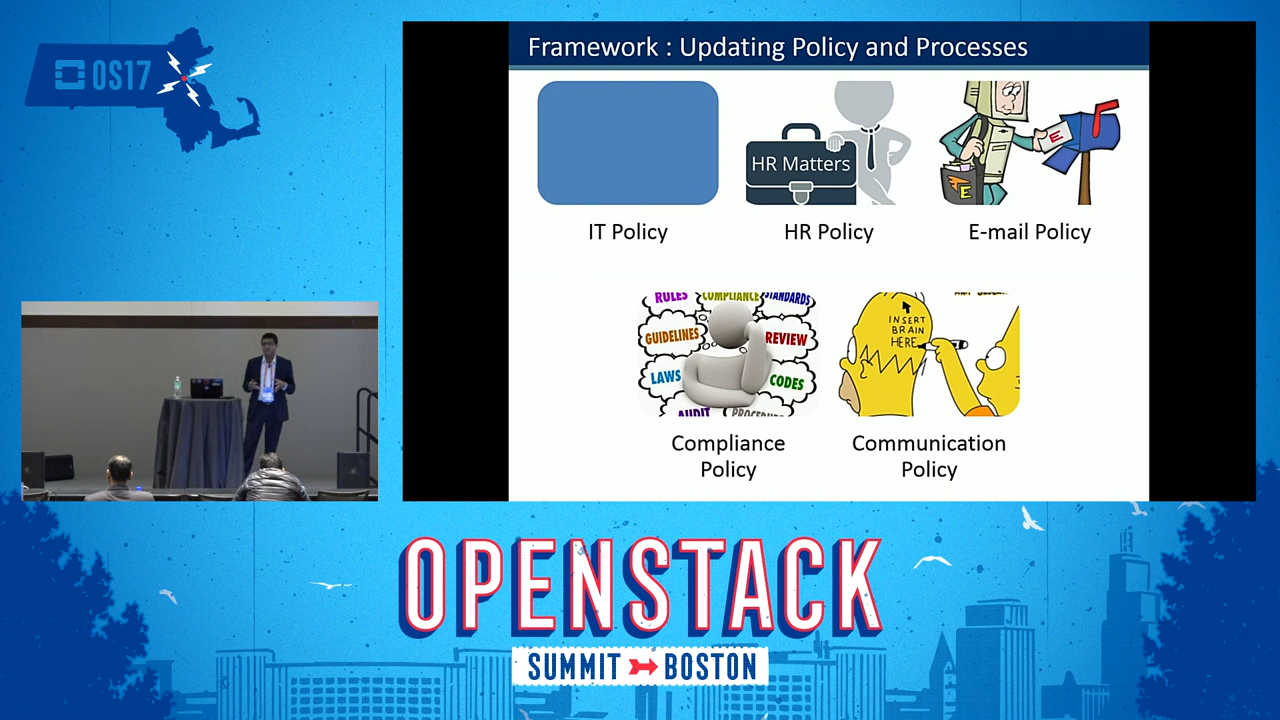 OS17
Framework : Updating Policy and Processes
HR Matters
E
E
IT Policy
HR Policy
E-mail Policy
RULES
COMPLIANCE
STANDARDS
GUIDELINES
REVIEW
LAWS
CODES
AUDIT
INSERT
BRAIN
HERE
Compliance
Policy
Communication
Policy
OPENSTACK
SUMMIT BOSTON